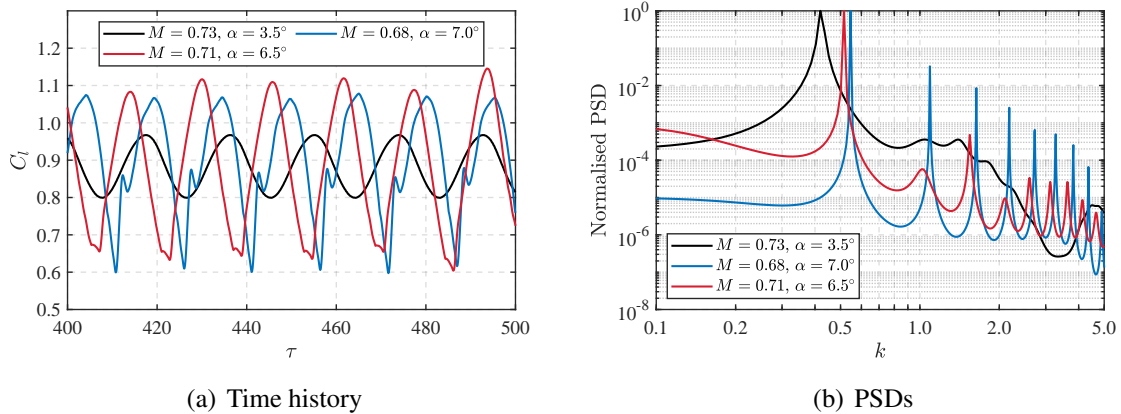 M = 0.73, α = 3.5°
M = 0.68, α = 7.0°
M = 0.71, α = 6.5°
1.3
1.2
1.1
1.0
0.9
0.8
0.7
0.6
0.5
C_l
400
420
440
460
480
500
τ
(a) Time history
10^0
10^-2
10^-4
10^-6
10^-8
Normalised PSD
M = 0.73, α = 3.5°
M = 0.68, α = 7.0°
M = 0.71, α = 6.5°
0.1
0.2
0.5
1.0
2.0
5.0
k
(b) PSDs